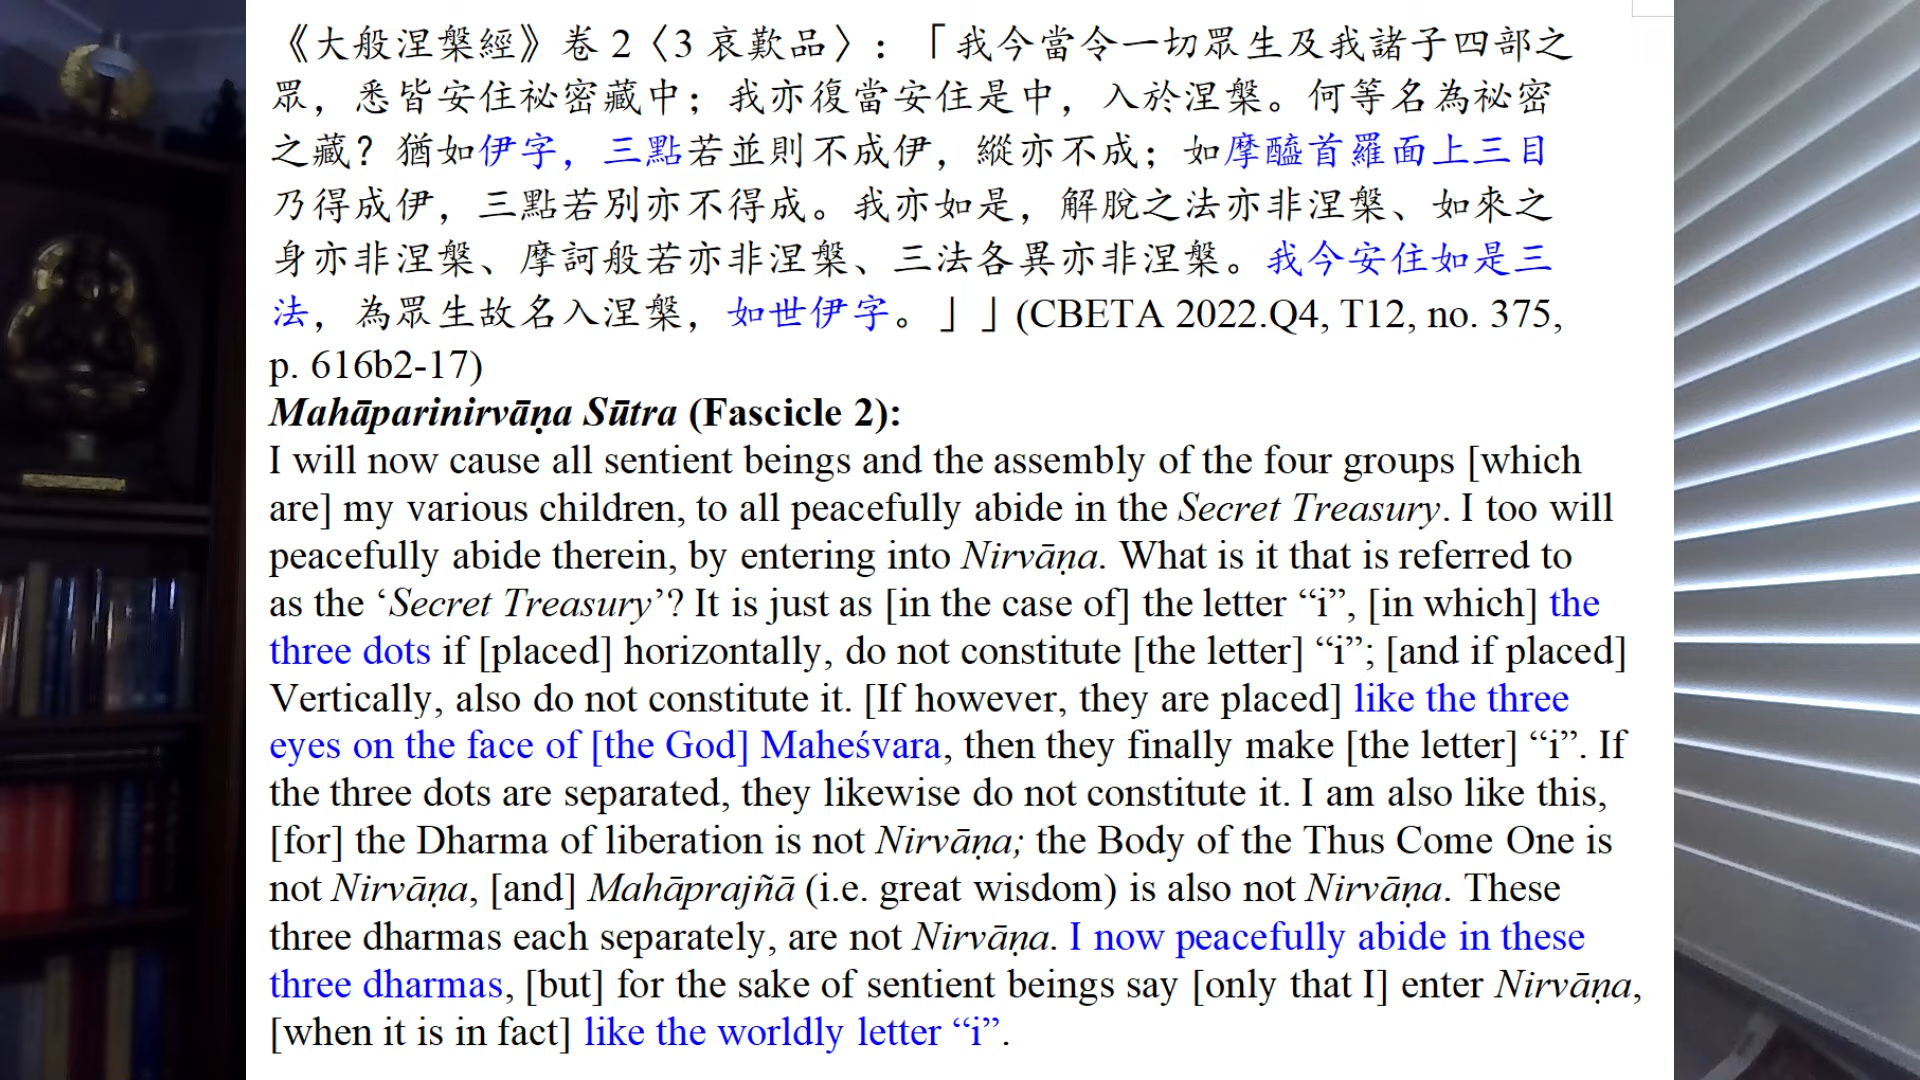 《大般涅槃經》卷 2〈3 哀歎品〉:「我今當令一切眾生及我諸子四部之
眾，悉皆安住祕密藏中；我亦復當安住是中，入於涅槃。何等名為祕密
之藏？猶如伊字，三點若並則不成伊，縱亦不成；如摩醯首羅面上三目
乃得成伊，三點若別亦不得成。我亦如是，解脫之法亦非涅槃、如來之
身亦非涅槃、摩訶般若亦非涅槃、三法各異亦非涅槃。我今安住如是三
法，為眾生故名入涅槃，如世伊字。」」(CBETA 2022.Q4, T12, no. 375,
p. 616b2-17)
Mahāparinirvāṇa Sūtra (Fascicle 2):
I will now cause all sentient beings and the assembly of the four groups [which
are] my various children, to all peacefully abide in the Secret Treasury. I too will
peacefully abide therein, by entering into Nirvāṇa. What is it that is referred to
as the ‘Secret Treasury’? It is just as [in the case of] the letter “i”, [in which] the
three dots if [placed] horizontally, do not constitute [the letter] “i”; [and if placed]
Vertically, also do not constitute it. [If however, they are placed] like the three
eyes on the face of [the God] Maheśvara, then they finally make [the letter] “i”. If
the three dots are separated, they likewise do not constitute it. I am also like this,
[for] the Dharma of liberation is not Nirvāṇa; the Body of the Thus Come One is
not Nirvāṇa, [and] Mahāprajñā (i.e. great wisdom) is also not Nirvāṇa. These
three dharmas each separately, are not Nirvāṇa. I now peacefully abide in these
three dharmas, [but] for the sake of sentient beings say [only that I] enter Nirvāṇa,
[when it is in fact] like the worldly letter “i”.